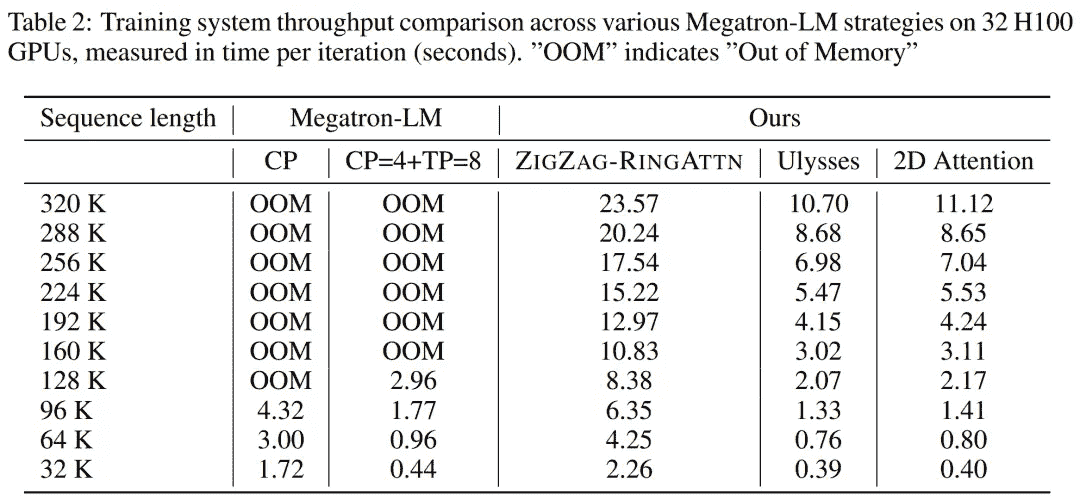 Table 2: Training system throughput comparison across various Megatron-LM strategies on 32 H100
GPUs, measured in time per iteration (seconds). ”OOM” indicates ”Out of Memory”
Sequence length Megatron-LM Ours
CP CP=4+TP=8 ZIGZAG-RINGATTN Ulysses 2D Attention
320 K OOM OOM 23.57 10.70 11.12
288 K OOM OOM 20.24 8.68 8.65
256 K OOM OOM 17.54 6.98 7.04
224 K OOM OOM 15.22 5.47 5.53
192 K OOM OOM 12.97 4.15 4.24
160 K OOM OOM 10.83 3.02 3.11
128 K OOM 2.96 8.38 2.07 2.17
96 K 4.32 1.77 6.35 1.33 1.41
64 K 3.00 0.96 4.25 0.76 0.80
32 K 1.72 0.44 2.26 0.39 0.40